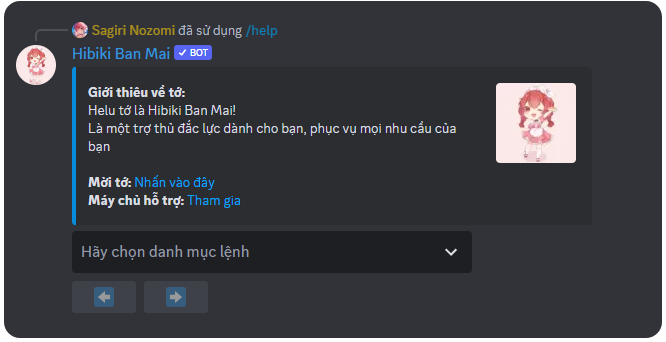 Sagiri Nozomi đã sử dụng /help
Hibiki Ban Mai ✓ BOT
Giới thiêu về tớ:
Helu tớ là Hibiki Ban Mai!
Là một trợ thủ đắc lực dành cho bạn, phục vụ mọi nhu cầu của
bạn
Mời tớ: Nhấn vào đây
Máy chủ hỗ trợ: Tham gia
Hãy chọn danh mục lệnh